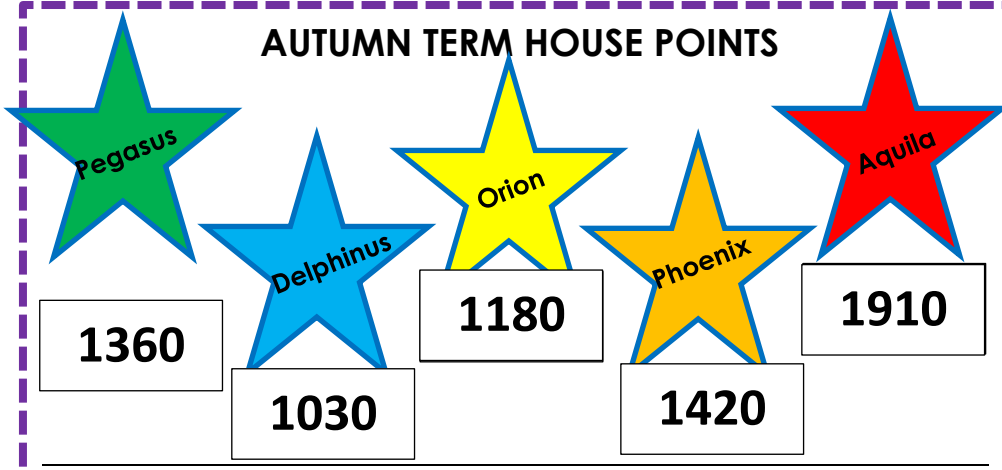 AUTUMN TERM HOUSE POINTS
Pegasus
Delphinus
Orion
Phoenix
Aquila
1360
1030
1180
1420
1910